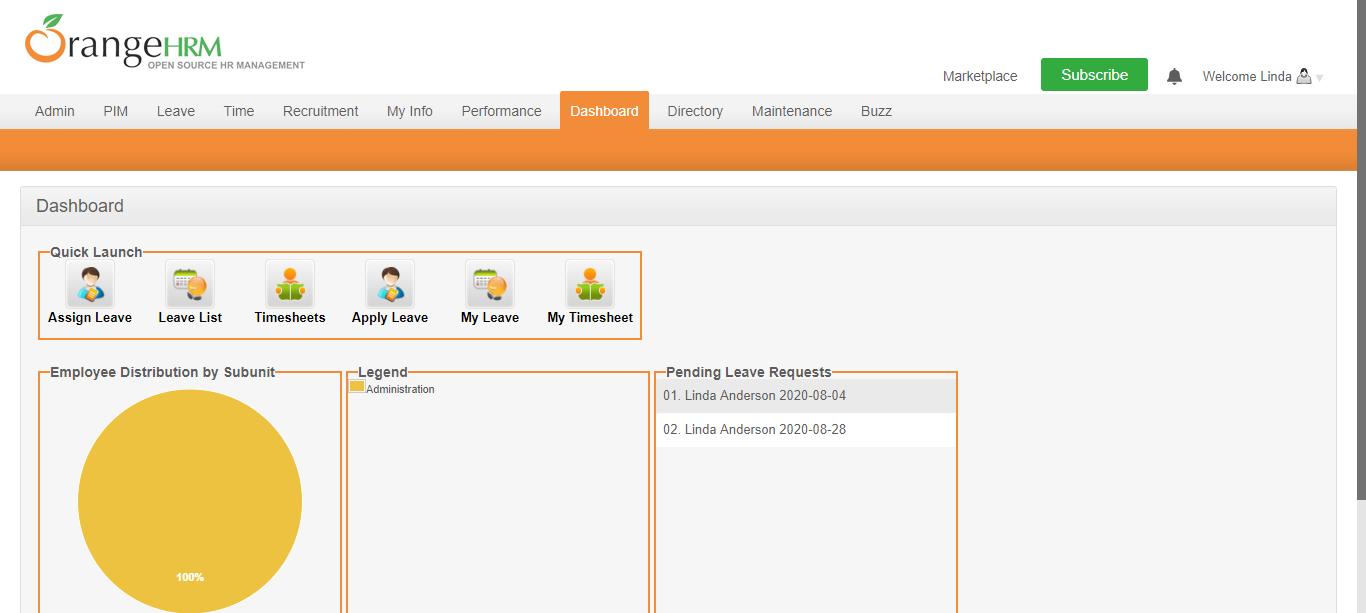 OrangeHRM
OPEN SOURCE HR MANAGEMENT
Marketplace
Subscribe
Welcome Linda
Admin PIM Leave Time Recruitment My Info Performance Dashboard Directory Maintenance Buzz
Dashboard
Quick Launch
Assign Leave Leave List Timesheets Apply Leave My Leave My Timesheet
Employee Distribution by Subunit
100%
Legend
Administration
Pending Leave Requests
01. Linda Anderson 2020-08-04
02. Linda Anderson 2020-08-28